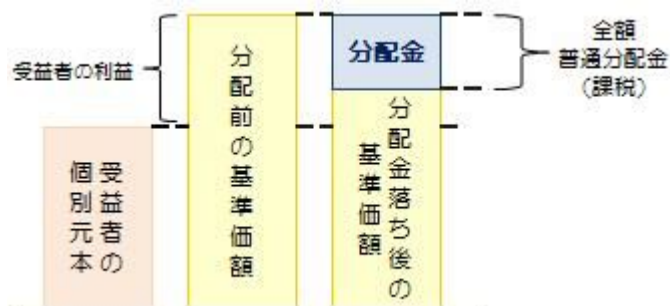 受益者の利益
受益者の
個別元本
分配前の基準価額
分配金
分配金落ち後の
基準価額
全額
普通分配金
(課税)